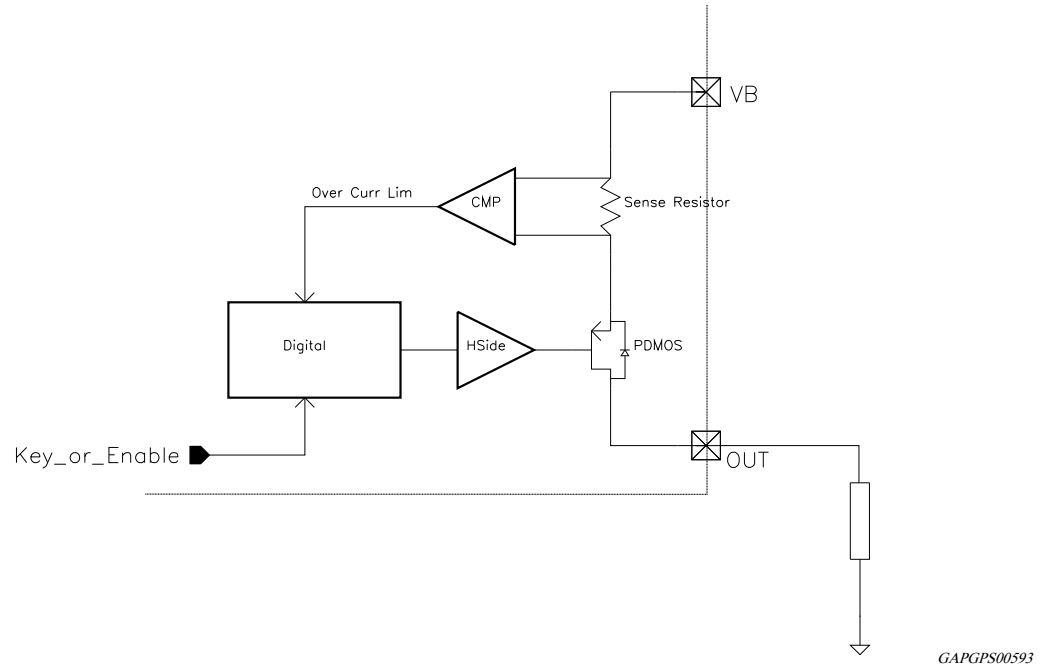 VB
Over Curr Lim
CMP
Sense Resistor
Digital
HSide
PDMOS
Key_or_Enable
OUT
GAPGPS00593